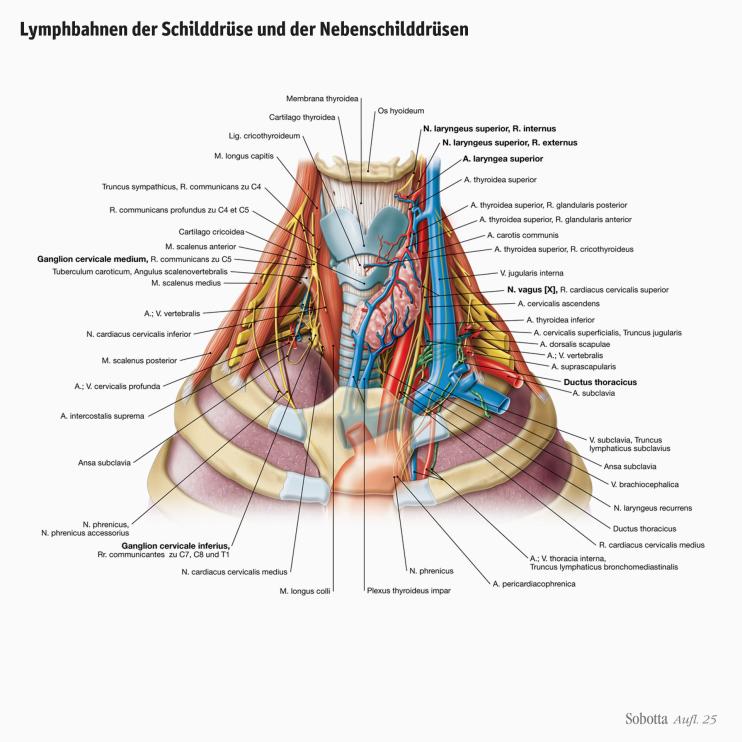 Lymphbahnen der Schilddrüse und der Nebenschilddrüsen
Membrana thyroidea
Cartilago thyroidea
Lig. cricothyroideum
M. longus capitis
Truncus sympathicus, R. communicans zu C4
R. communicans profundus zu C4 et C5
Cartilago cricoidea
M. scalenus anterior
Ganglion cervicale medium, R. communicans zu C5
Tuberculum caroticum, Angulus scalenovertebralis
M. scalenus medius
A.; V. vertebralis
N. cardiacus cervicalis inferior
M. scalenus posterior
A.; V. cervicalis profunda
A. intercostalis suprema
Ansa subclavia
N. phrenicus,
N. phrenicus accessorius
Ganglion cervicale inferius,
Rr. communicantes zu C7, C8 und T1
N. cardiacus cervicalis medius
M. longus colli
Os hyoideum
N. laryngeus superior, R. internus
N. laryngeus superior, R. externus
A. laryngea superior
A. thyroidea superior
A. thyroidea superior, R. glandularis posterior
A. thyroidea superior, R. glandularis anterior
A. carotis communis
A. thyroidea superior, R. cricothyroideus
V. jugularis interna
N. vagus [X], R. cardiacus cervicalis superior
A. cervicalis ascendens
A. thyroidea inferior
A. cervicalis superficialis, Truncus jugularis
A. dorsalis scapulae
A.; V. vertebralis
A. suprascapularis
Ductus thoracicus
A. subclavia
V. subclavia, Truncus
lymphaticus subclavius
Ansa subclavia
V. brachiocephalica
N. laryngeus recurrens
Ductus thoracicus
R. cardiacus cervicalis medius
A.; V. thoracia interna,
Truncus lymphaticus bronchomediastinalis
A. pericardiacophrenica
N. phrenicus
Plexus thyroideus impar
Sobotta Aufl. 25